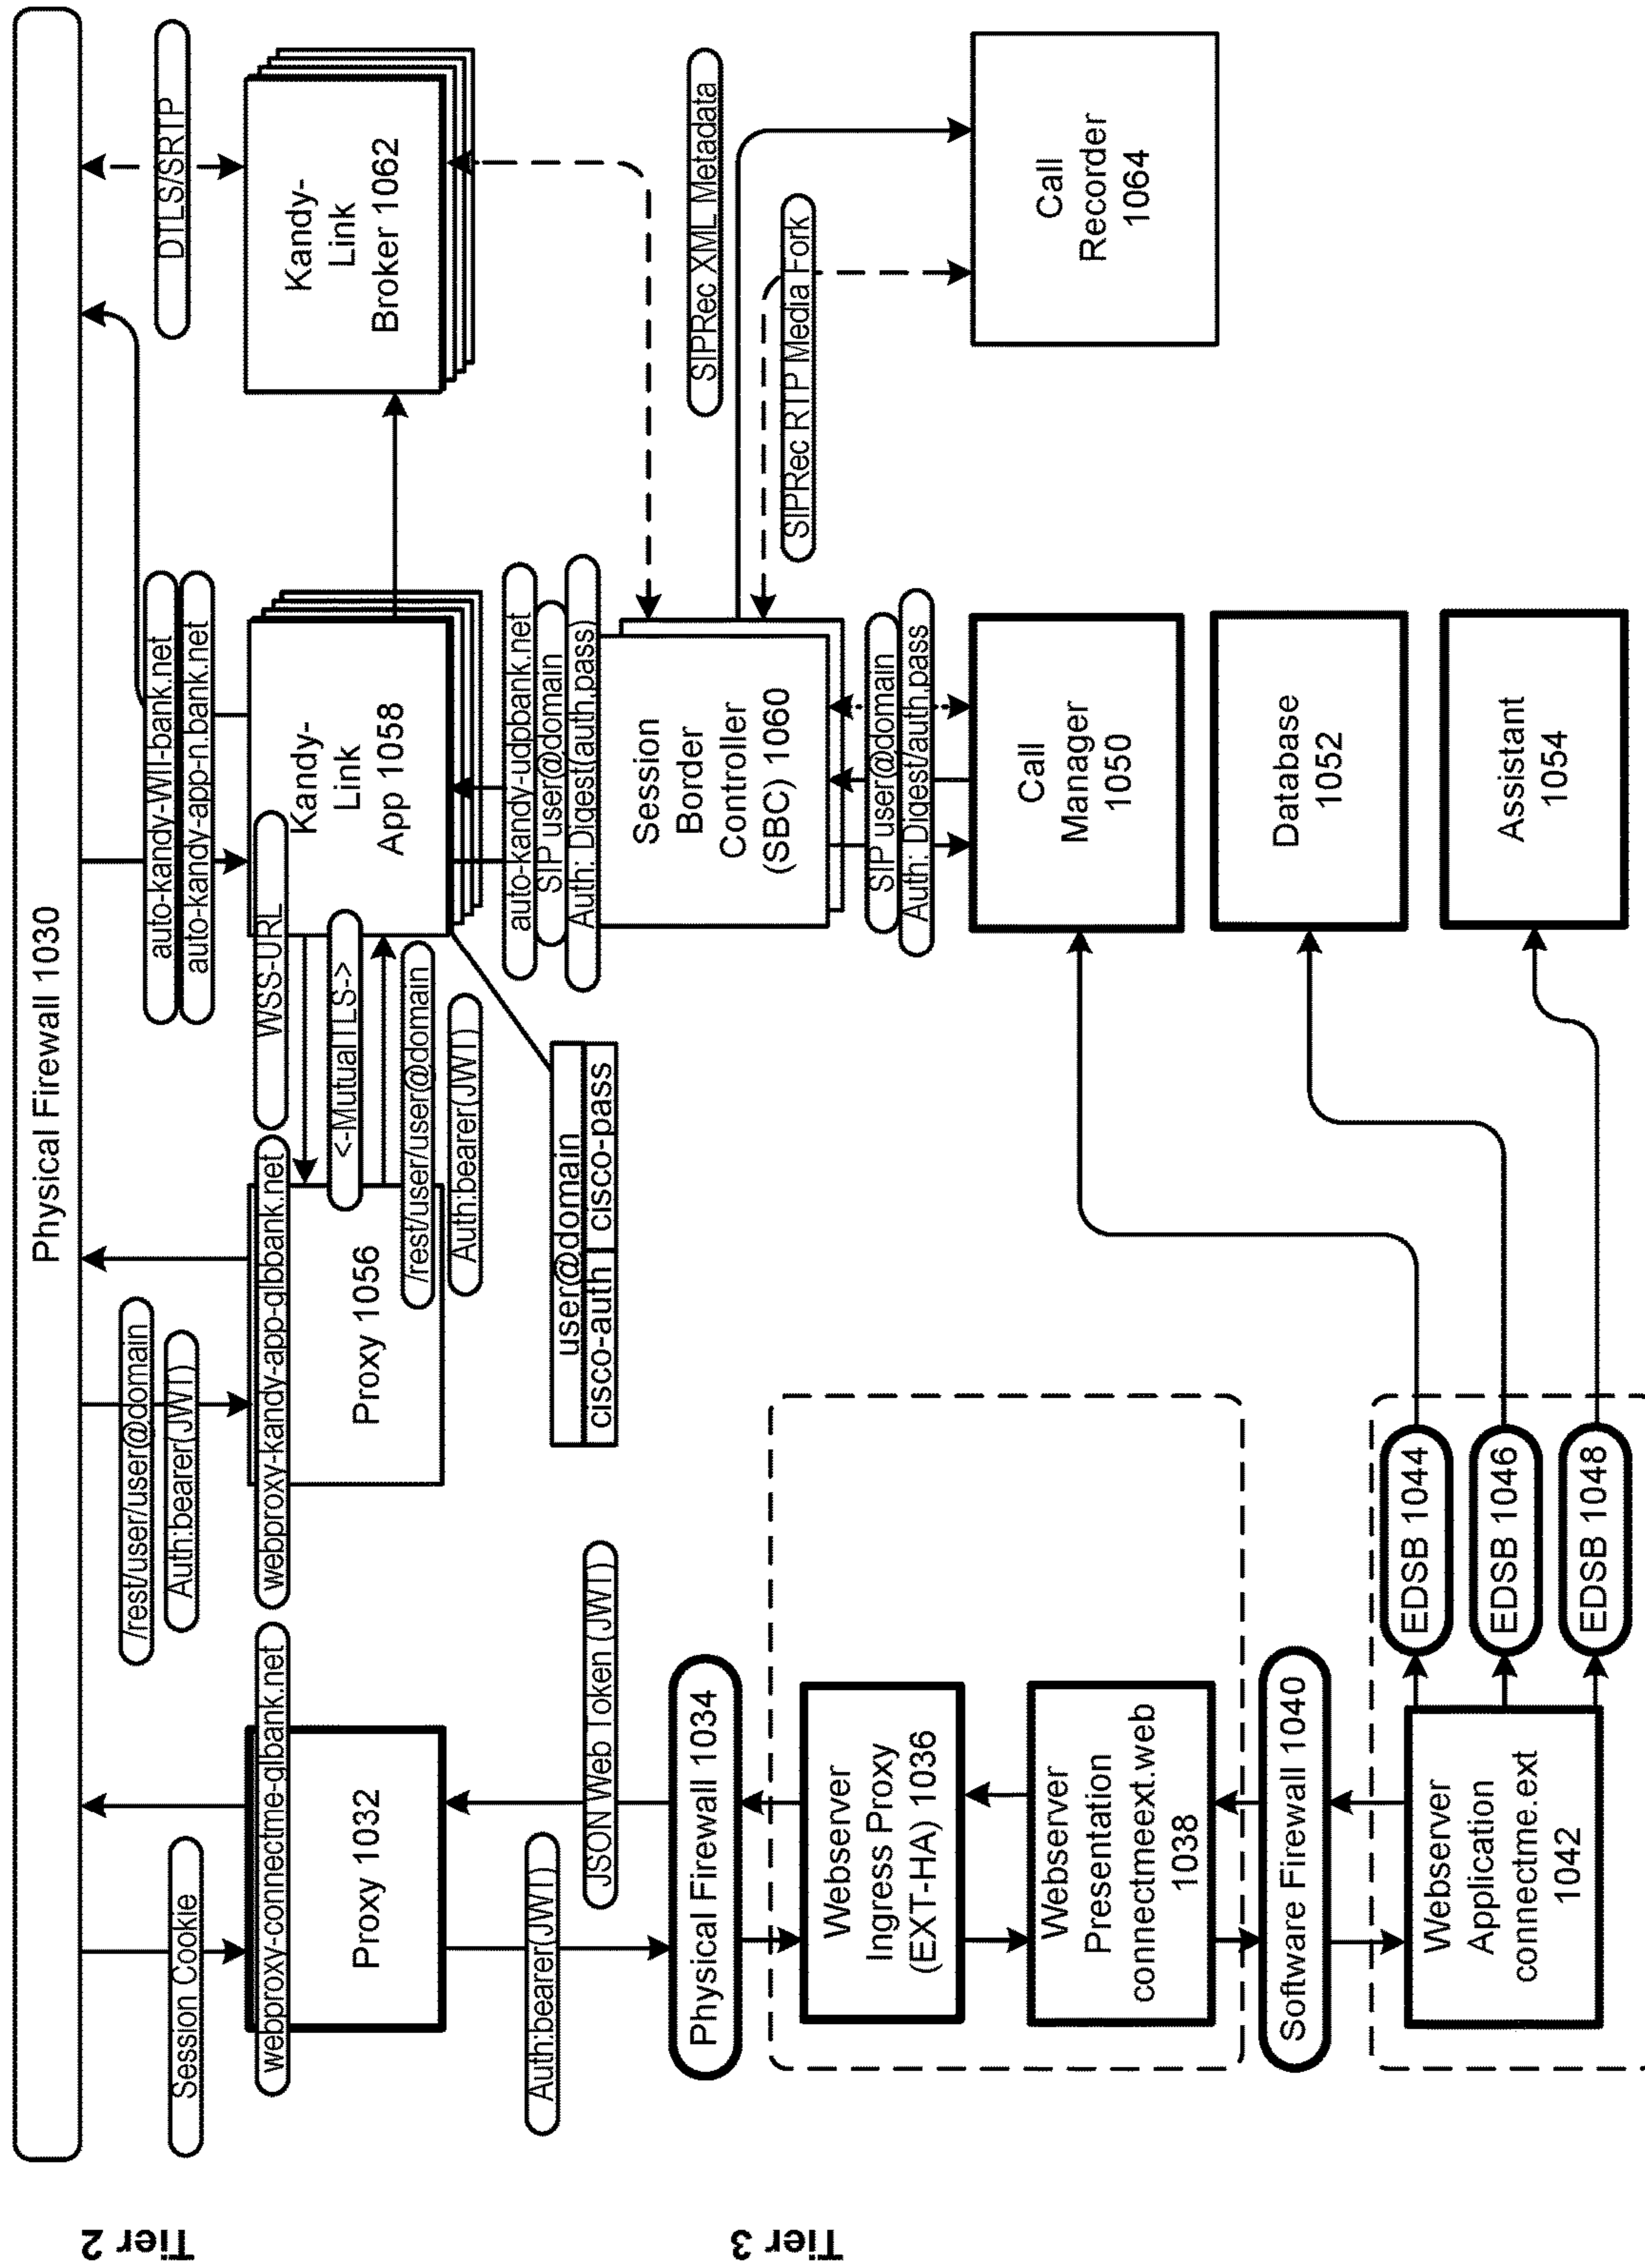 Tier 2
Physical Firewall 1030
Session Cookie
/rest/user/user@domain
Auth:bearer(JWT)
auto-kandy-WII-bank.net
auto-kandy-app-n.bank.net
DTLS/SRTP
webproxy-connectme-qlbank.net
Proxy 1032
webproxy-kandy-app-glbbank.net
Proxy 1056
WSS-URL
<-MutualTLS->
/rest/user/user@domain
Auth:bearer(JWT)
Kandy-
Link
App 1058
Kandy-
Link
Broker 1062
Auth:bearer(JWT)
JSON Web Token (JWT)
user@domain
cisco-auth
cisco-pass
auto-kandy-udpbank.net
SIP user@domain
Auth: Digest(auth.pass)
Tier 3
Physical Firewall 1034
Session
Border
Controller
(SBC) 1060
SIPRec XML Metadata
SIPRec RTP Media Fork
Webserver
Ingress Proxy
(EXT-HA) 1036
SIP user@domain
Auth: Digest/auth.pass
Webserver
Presentation
connectmeext.web
1038
Call
Manager
1050
Call
Recorder
1064
Software Firewall 1040
Database
1052
Webserver
Application
connectme.ext
1042
EDSB 1044
EDSB 1046
EDSB 1048
Assistant
1054